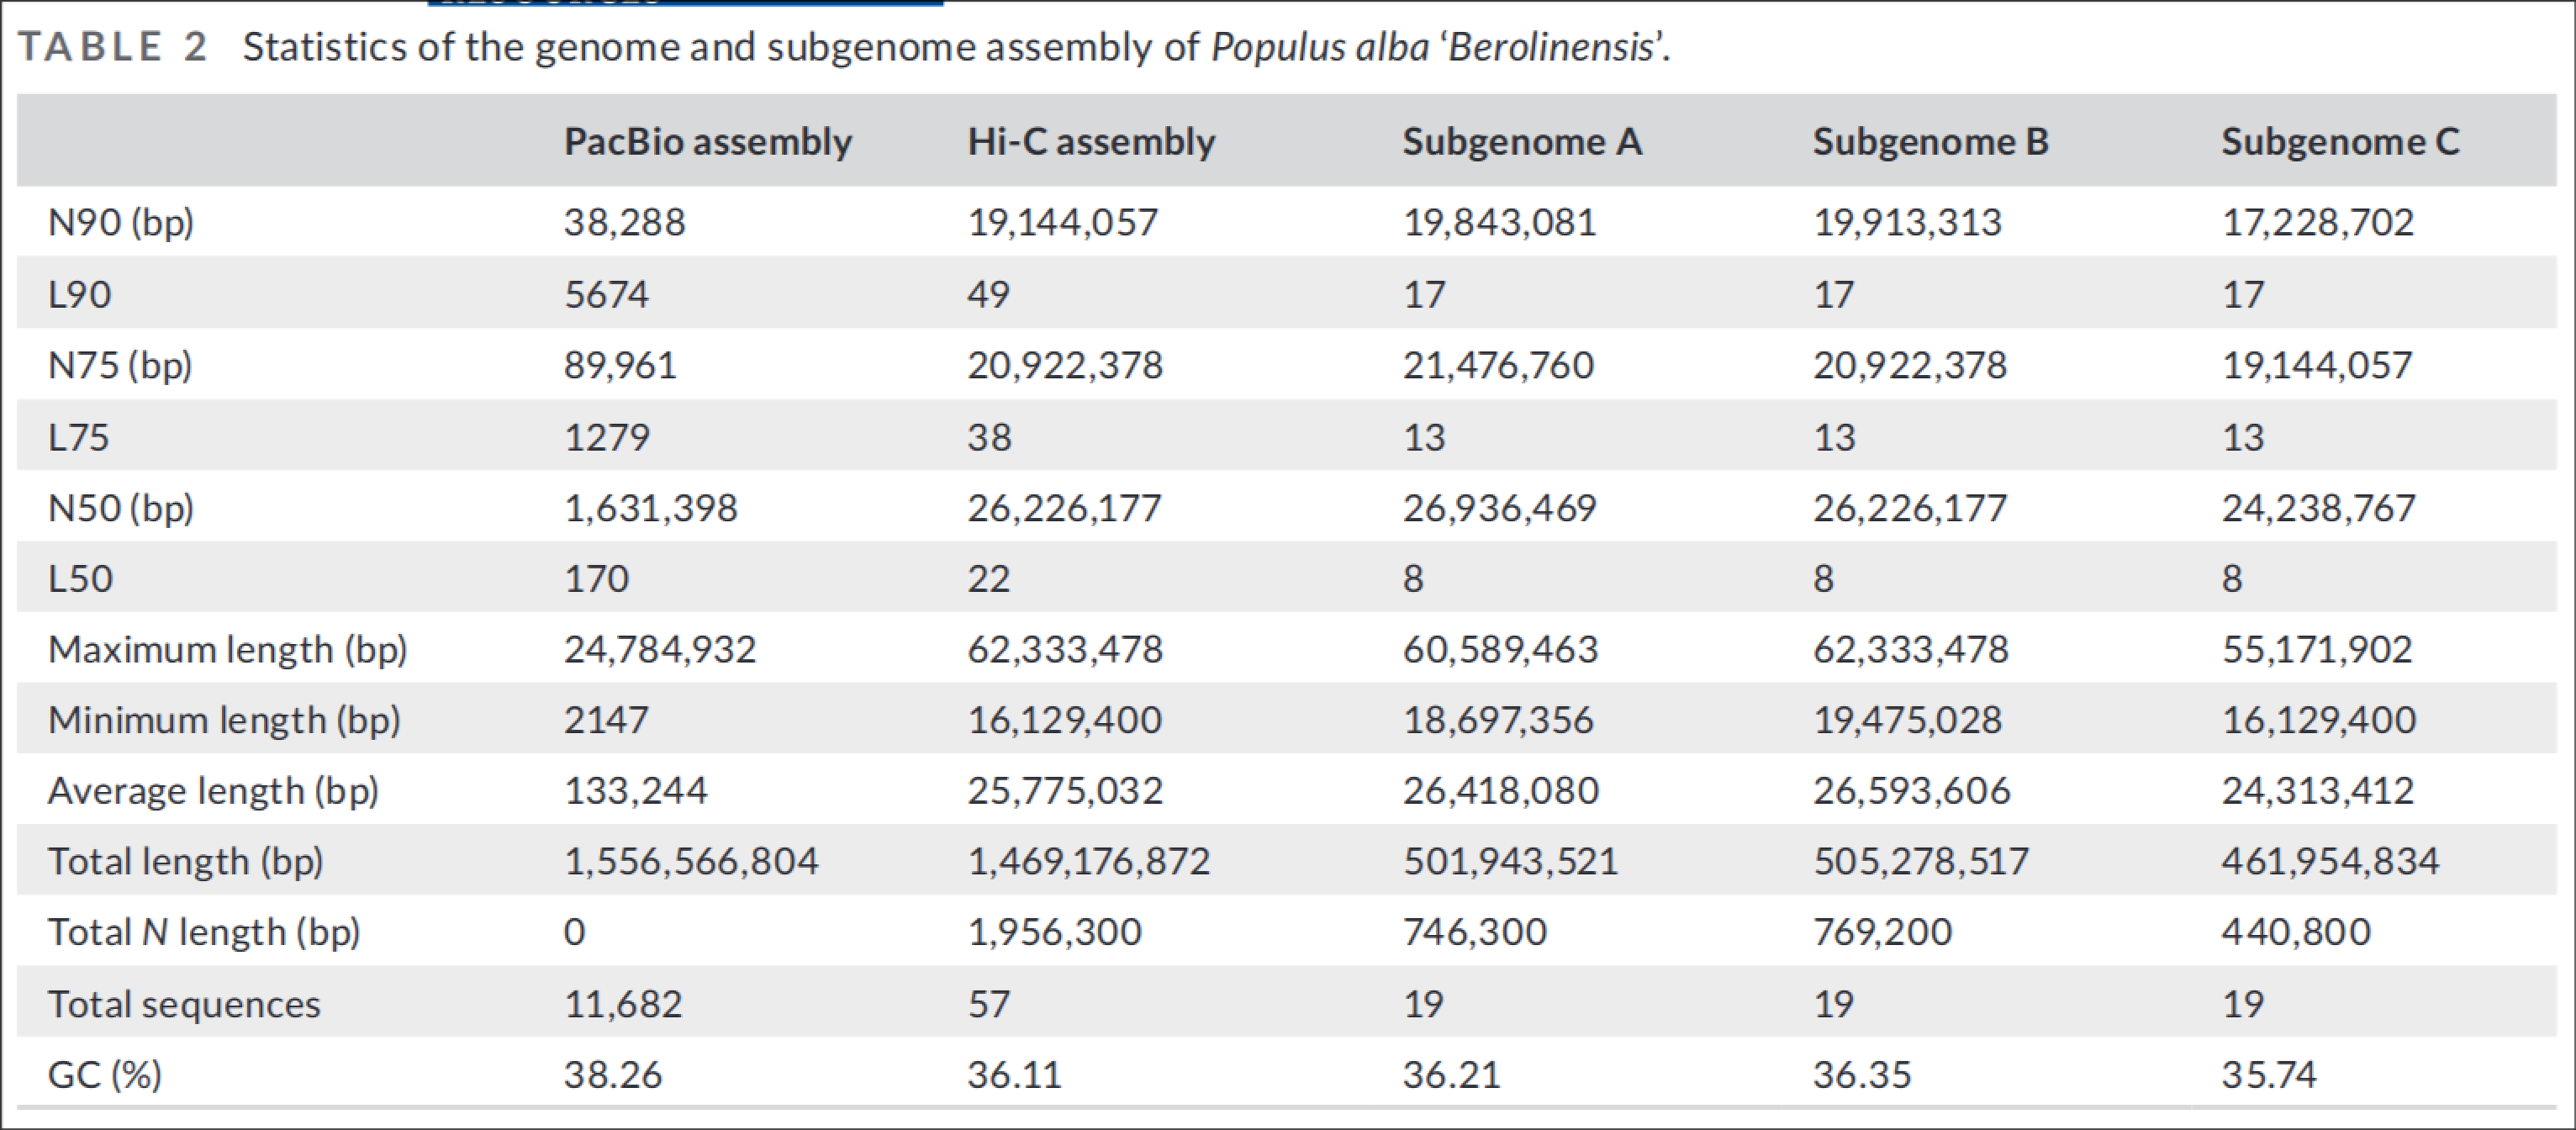 TABLE 2 Statistics of the genome and subgenome assembly of Populus alba ‘Berolinensis’.
PacBio assembly Hi-C assembly Subgenome A Subgenome B Subgenome C
N90 (bp) 38,288 19,144,057 19,843,081 19,913,313 17,228,702
L90 5674 49 17 17 17
N75 (bp) 89,961 20,922,378 21,476,760 20,922,378 19,144,057
L75 1279 38 13 13 13
N50 (bp) 1,631,398 26,226,177 26,936,469 26,226,177 24,238,767
L50 170 22 8 8 8
Maximum length (bp) 24,784,932 62,333,478 60,589,463 62,333,478 55,171,902
Minimum length (bp) 2147 16,129,400 18,697,356 19,475,028 16,129,400
Average length (bp) 133,244 25,775,032 26,418,080 26,593,606 24,313,412
Total length (bp) 1,556,566,804 1,469,176,872 501,943,521 505,278,517 461,954,834
Total N length (bp) 0 1,956,300 746,300 769,200 440,800
Total sequences 11,682 57 19 19 19
GC (%) 38.26 36.11 36.21 36.35 35.74